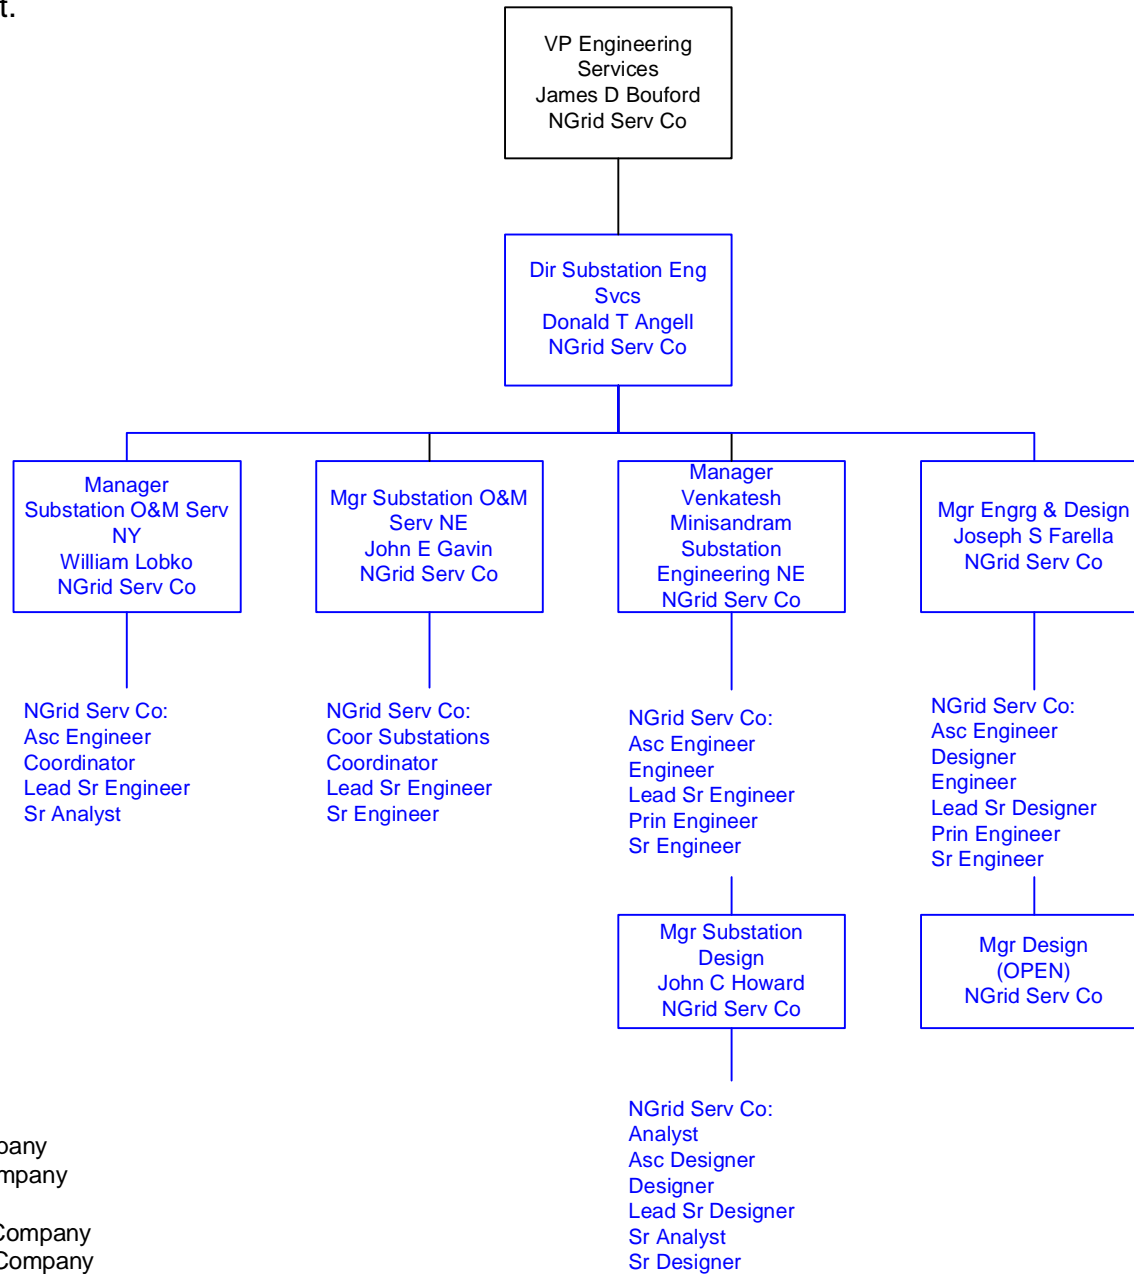 t.
VP Engineering
Services
James D Bouford
NGrid Serv Co
Dir Substation Eng
Svcs
Donald T Angell
NGrid Serv Co
Manager
Substation O&M Serv
NY
William Lobko
NGrid Serv Co
Mgr Substation O&M
Serv NE
John E Gavin
NGrid Serv Co
Manager
Venkatesh
Minisandram
Substation
Engineering NE
NGrid Serv Co
Mgr Engrg & Design
Joseph S Farella
NGrid Serv Co
NGrid Serv Co:
Asc Engineer
Coordinator
Lead Sr Engineer
Sr Analyst
NGrid Serv Co:
Coor Substations
Coordinator
Lead Sr Engineer
Sr Engineer
NGrid Serv Co:
Asc Engineer
Engineer
Lead Sr Engineer
Prin Engineer
Sr Engineer
NGrid Serv Co:
Asc Engineer
Designer
Engineer
Lead Sr Designer
Prin Engineer
Sr Engineer
Mgr Substation
Design
John C Howard
NGrid Serv Co
Mgr Design
(OPEN)
NGrid Serv Co
NGrid Serv Co:
Analyst
Asc Designer
Designer
Lead Sr Designer
Sr Analyst
Sr Designer
pany
mpany
Company
Company